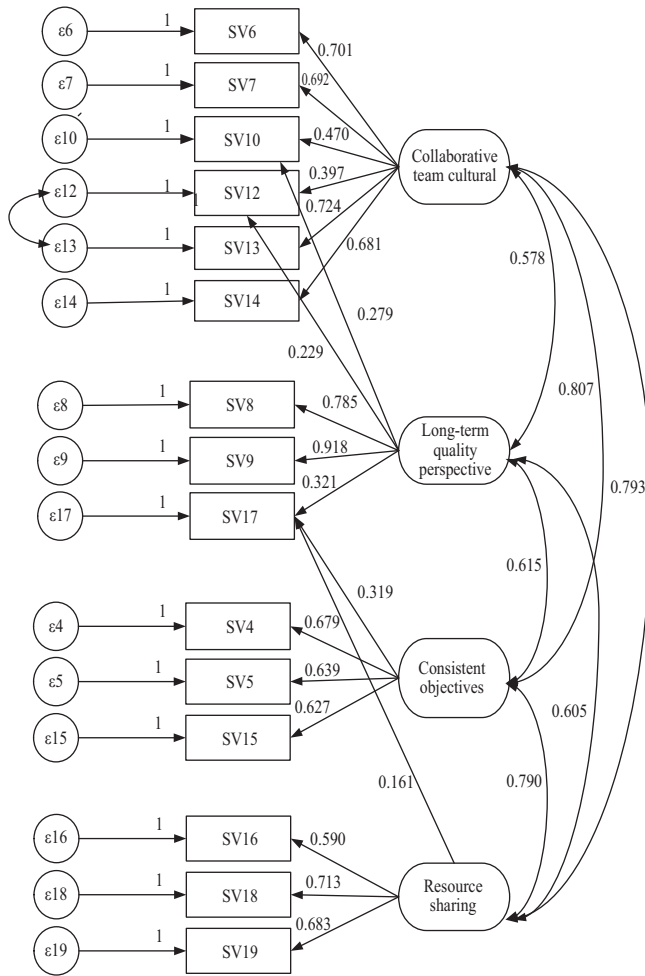 ε6 1 SV6
0.701
ε7 1 SV7
0.692
ε10 1 SV10
0.470
Collaborative
team cultural
ε12 1 1 SV12
0.397
0.724
ε13 1 SV13
0.681
0.578
ε14 1 SV14
0.279
0.229
0.807
ε8 1 SV8
0.785
Long-term
quality
perspective
ε9 1 SV9
0.918
0.321
0.793
ε17 1 SV17
0.615
0.319
ε4 1 SV4
0.679
Consistent
objectives
ε5 1 SV5
0.639
0.627
0.605
ε15 1 SV15
0.161
0.790
ε16 1 SV16
0.590
Resource
sharing
ε18 1 SV18
0.713
0.683
ε19 1 SV19